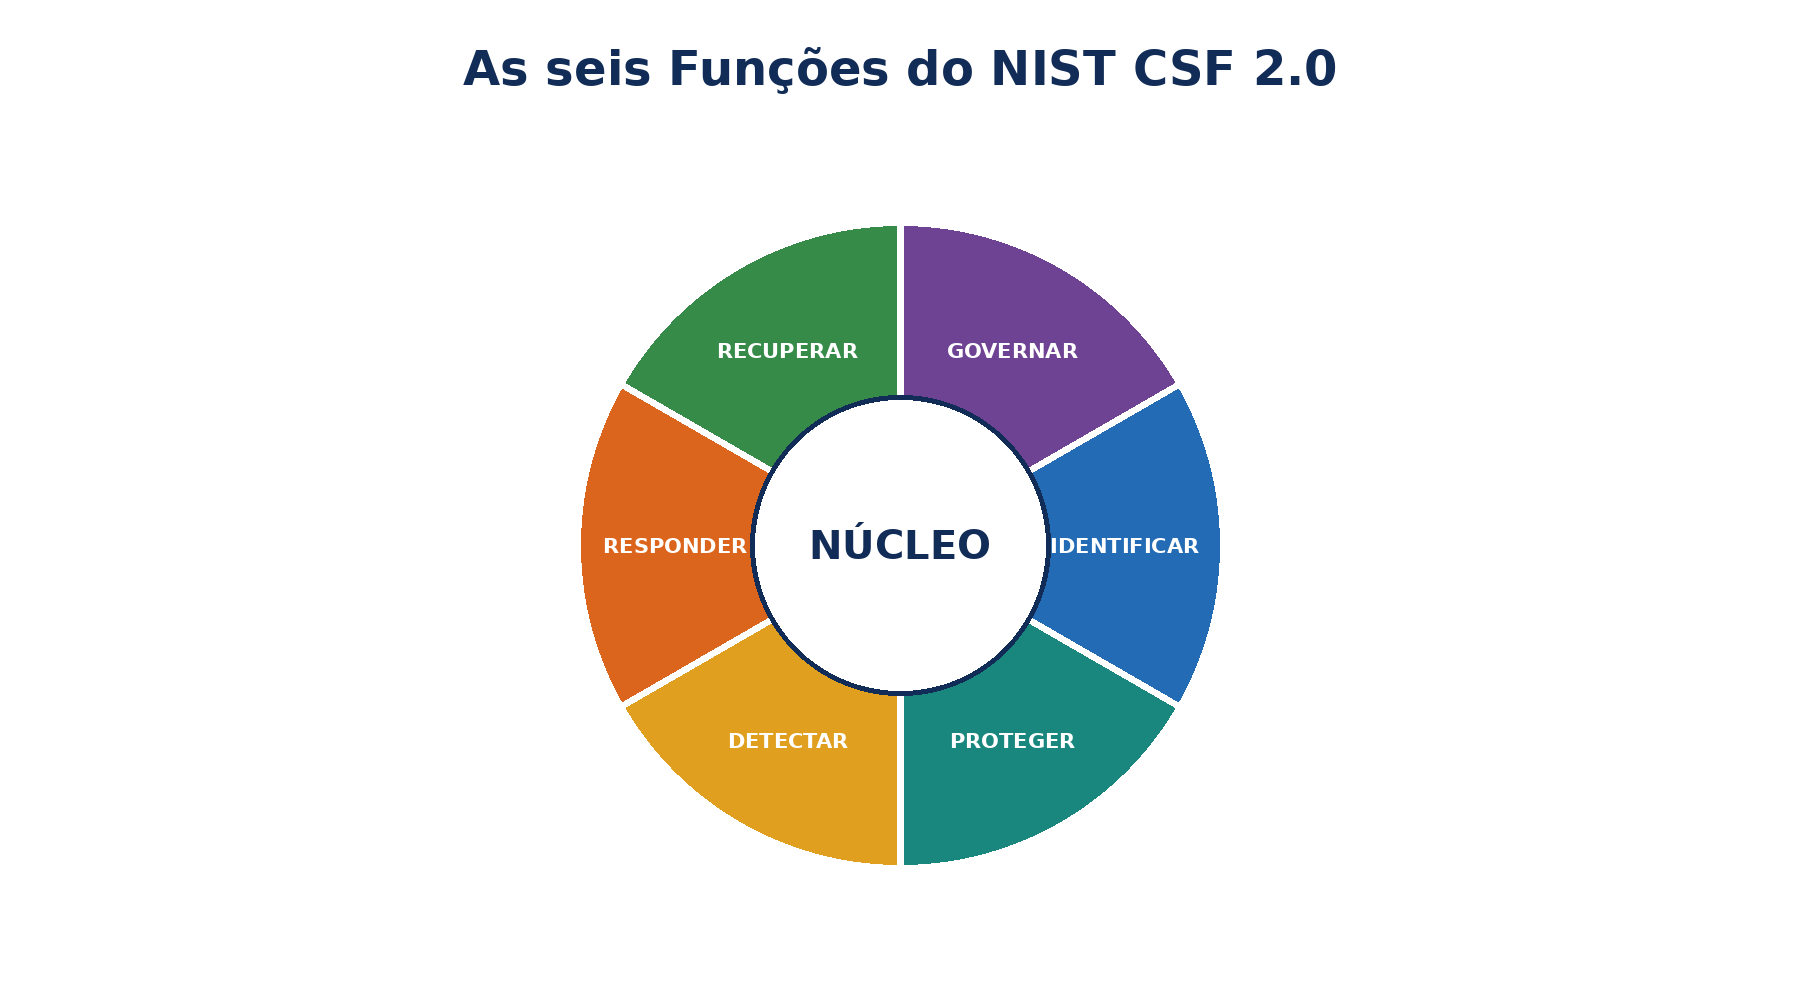 As seis Funções do NIST CSF 2.0
RECUPERAR
GOVERNAR
RESPONDER
NÚCLEO
IDENTIFICAR
DETECTAR
PROTEGER